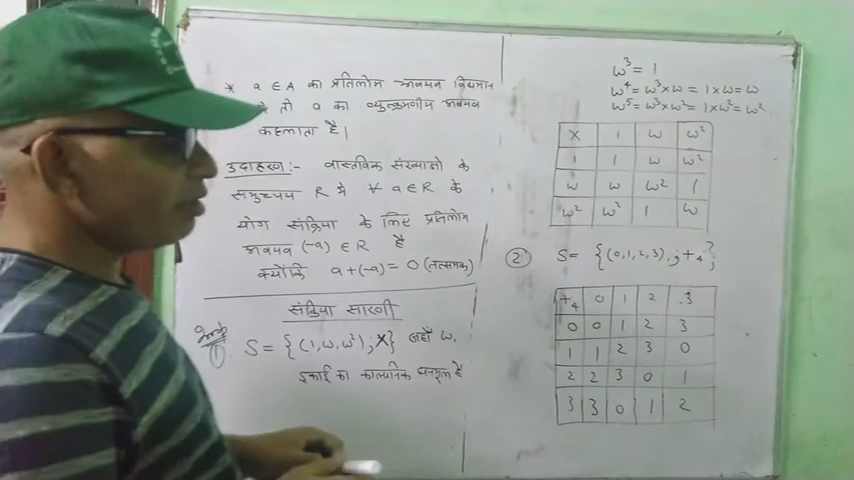 * a ∈ A का प्रतिलोम अवयव विद्यमान
हो तो a का व्युत्क्रमणीय अवयव
कहलाता है।
उदाहरण:- वास्तविक संख्याओ के
समुच्चय R मे ∀ a ∈ R के
योग संक्रिया के लिए प्रतिलोम
अवयव (-a) ∈ R है
क्योकि a + (-a) = 0 (तत्समक)
संक्रिया सारणी
① S = {(1, ω, ω²); ×} जहाँ ω,
इकाई का काल्पनिक घनमूल है
ω³ = 1
ω⁴ = ω³ × ω = 1 × ω = ω
ω⁵ = ω³ × ω² = 1 × ω² = ω²
× 1 ω ω²
1 1 ω ω²
ω ω ω² 1
ω² ω² 1 ω
② S = {(0, 1, 2, 3), ; +₄}
+₄ 0 1 2 3
0 0 1 2 3
1 1 2 3 0
2 2 3 0 1
3 3 0 1 2